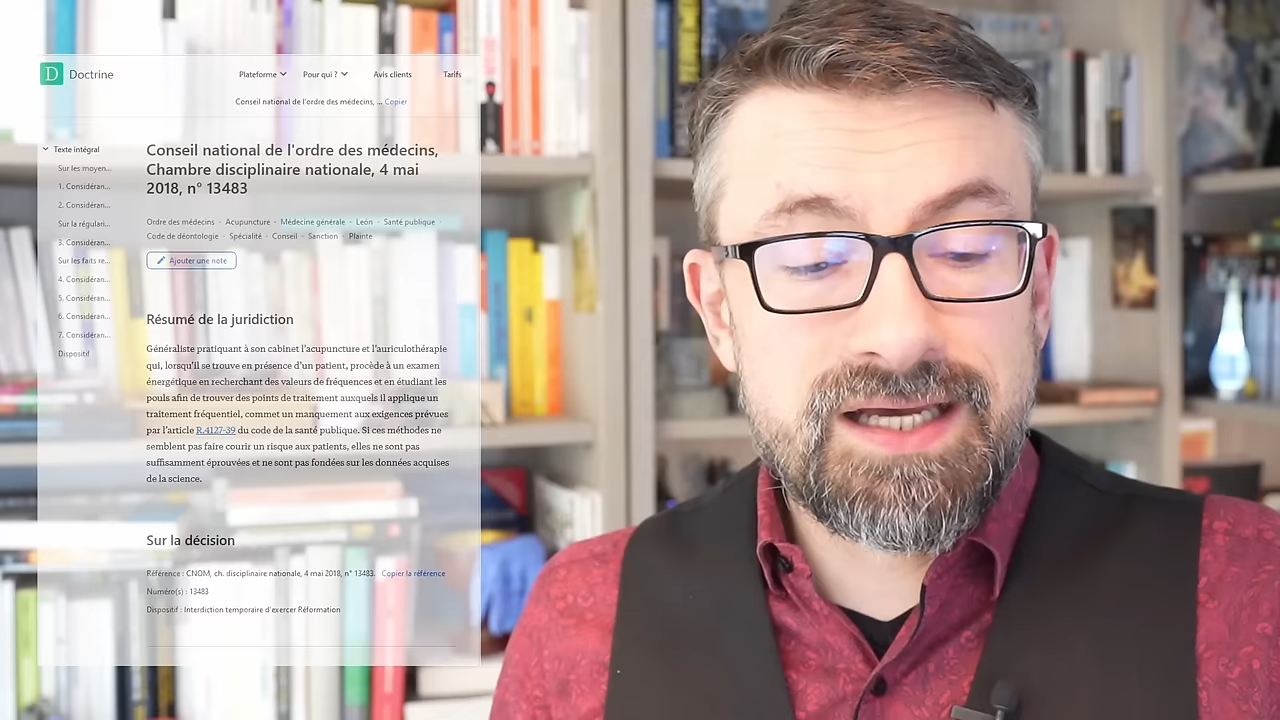 D Doctrine
Plateforme Pour qui ? Avis clients Tarifs
Conseil national de l'ordre des médecins, ... Copier
Texte intégral
Sur les moyen...
1. Considéran...
2. Considéran...
Sur la régulari...
3. Considéran...
Sur les faits re...
4. Considéran...
5. Considéran...
6. Considéran...
7. Considéran...
Dispositif
Conseil national de l'ordre des médecins,
Chambre disciplinaire nationale, 4 mai
2018, n° 13483
Ordre des médecins · Acupuncture · Médecine générale · León · Santé publique ·
Code de déontologie · Spécialité · Conseil · Sanction · Plainte
Ajouter une note
Résumé de la juridiction
Généraliste pratiquant à son cabinet l'acupuncture et l'auriculothérapie
qui, lorsqu'il se trouve en présence d'un patient, procède à un examen
énergétique en recherchant des valeurs de fréquences et en étudiant les
pouls afin de trouver des points de traitement auxquels il applique un
traitement fréquentiel, commet un manquement aux exigences prévues
par l'article R.4127-39 du code de la santé publique. Si ces méthodes ne
semblent pas faire courir un risque aux patients, elles ne sont pas
suffisamment éprouvées et ne sont pas fondées sur les données acquises
de la science.
Sur la décision
Référence : CNOM, ch. disciplinaire nationale, 4 mai 2018, n° 13483. Copier la référence
Numéro(s) : 13483
Dispositif : Interdiction temporaire d'exercer Réformation